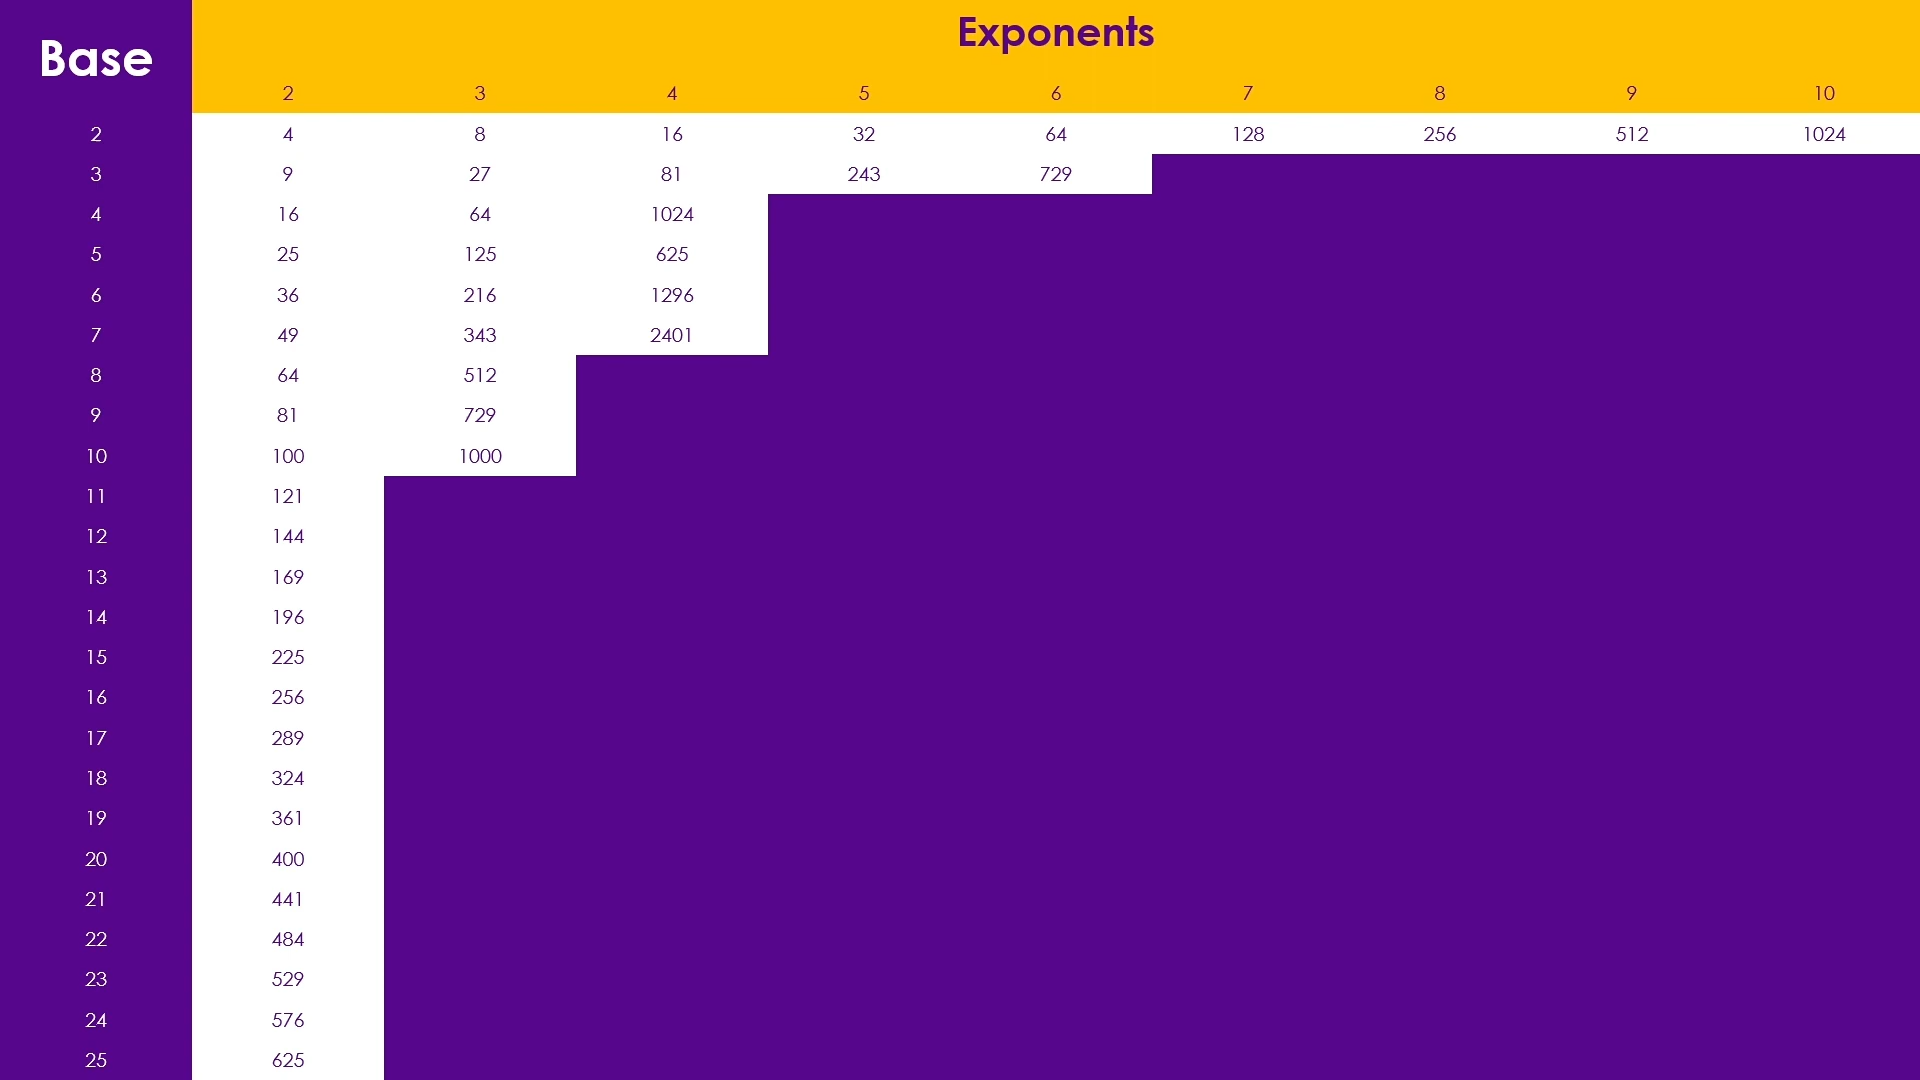 Exponents
Base
2 3 4 5 6 7 8 9 10
2 4 8 16 32 64 128 256 512 1024
3 9 27 81 243 729
4 16 64 1024
5 25 125 625
6 36 216 1296
7 49 343 2401
8 64 512
9 81 729
10 100 1000
11 121
12 144
13 169
14 196
15 225
16 256
17 289
18 324
19 361
20 400
21 441
22 484
23 529
24 576
25 625